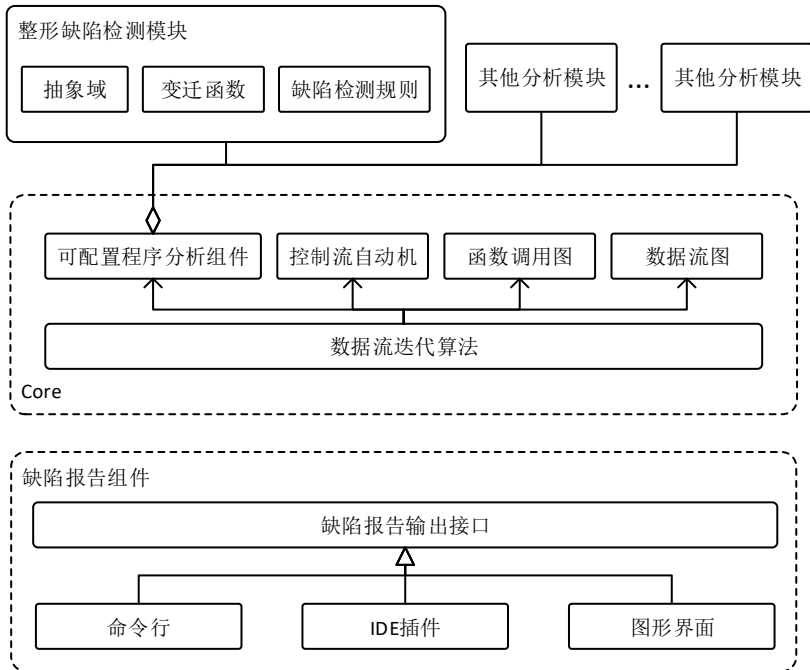 整形缺陷检测模块
抽象域
变迁函数
缺陷检测规则
其他分析模块
...
其他分析模块
可配置程序分析组件
控制流自动机
函数调用图
数据流图
数据流迭代算法
Core
缺陷报告组件
缺陷报告输出接口
命令行
IDE插件
图形界面